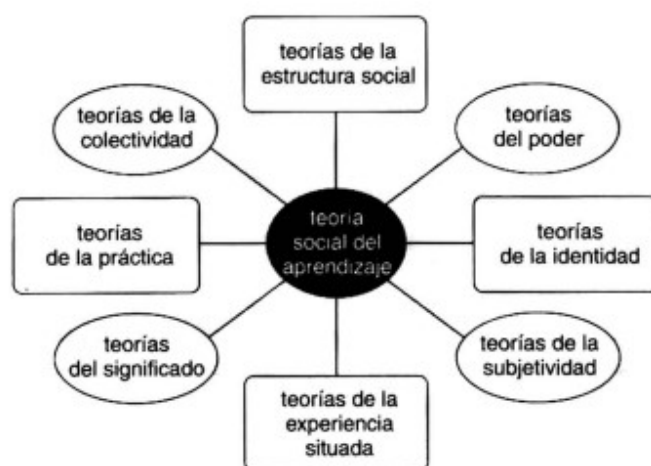 teorías de la
estructura social
teorías de la
colectividad
teorías
del poder
teoría
social del
aprendizaje
teorías
de la práctica
teorías
de la identidad
teorías
del significado
teorías de la
subjetividad
teorías de la
experiencia
situada